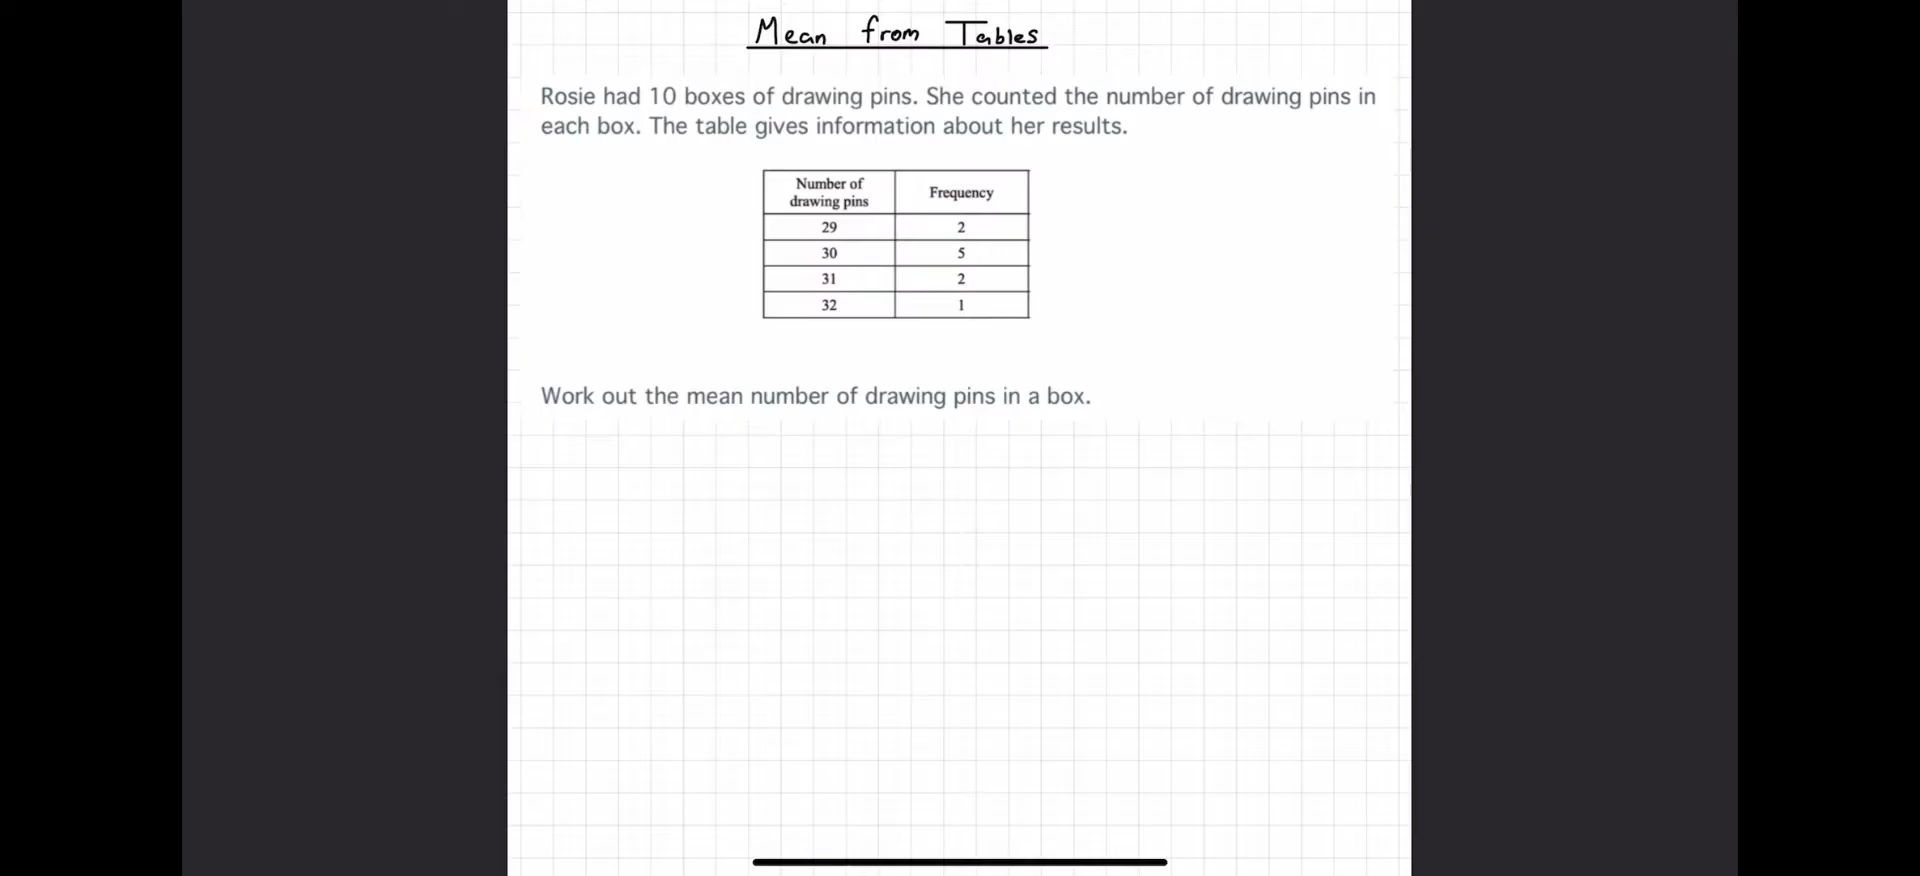 Mean from Tables
Rosie had 10 boxes of drawing pins. She counted the number of drawing pins in
each box. The table gives information about her results.
Number of
drawing pins
Frequency
29 2
30 5
31 2
32 1
Work out the mean number of drawing pins in a box.